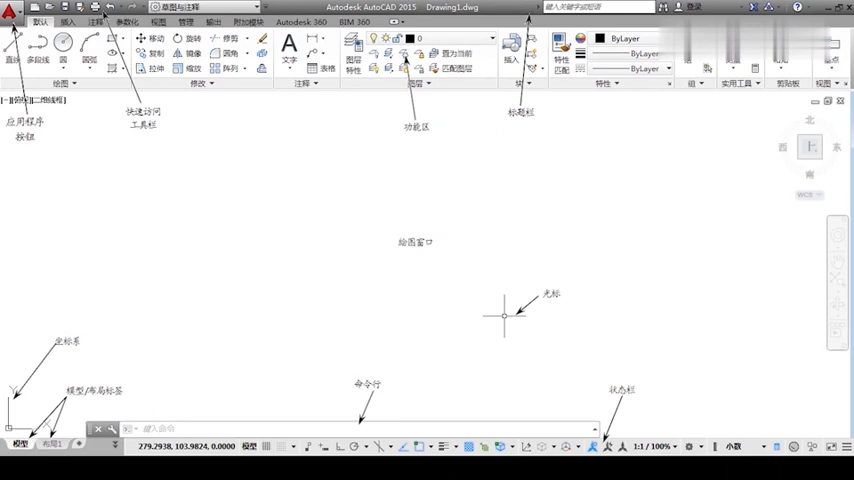 草图与注释
Autodesk AutoCAD 2015 Drawing1.dwg
键入关键字或短语
登录
默认 插入 注释 参数化 视图 管理 输出 附加模块 Autodesk 360 BIM 360
直线 多段线 圆 圆弧
移动 旋转 修剪
复制 镜像 圆角
拉伸 缩放 阵列
文字 表格
图层特性
0
置为当前
匹配图层
插入
特性匹配
ByLayer
ByLayer
ByLayer
绘图 修改 注释 图层 块 特性 组 实用工具 剪贴板 视图
[-][俯视][二维线框]
应用程序
按钮
快速访问
工具栏
功能区
标题栏
北
西 上 东
南
WCS
绘图窗口
光标
坐标系
Y
X
模型/布局标签
命令行
状态栏
键入命令
模型 布局1
279.2938, 103.9824, 0.0000 模型
1:1 / 100% 小数